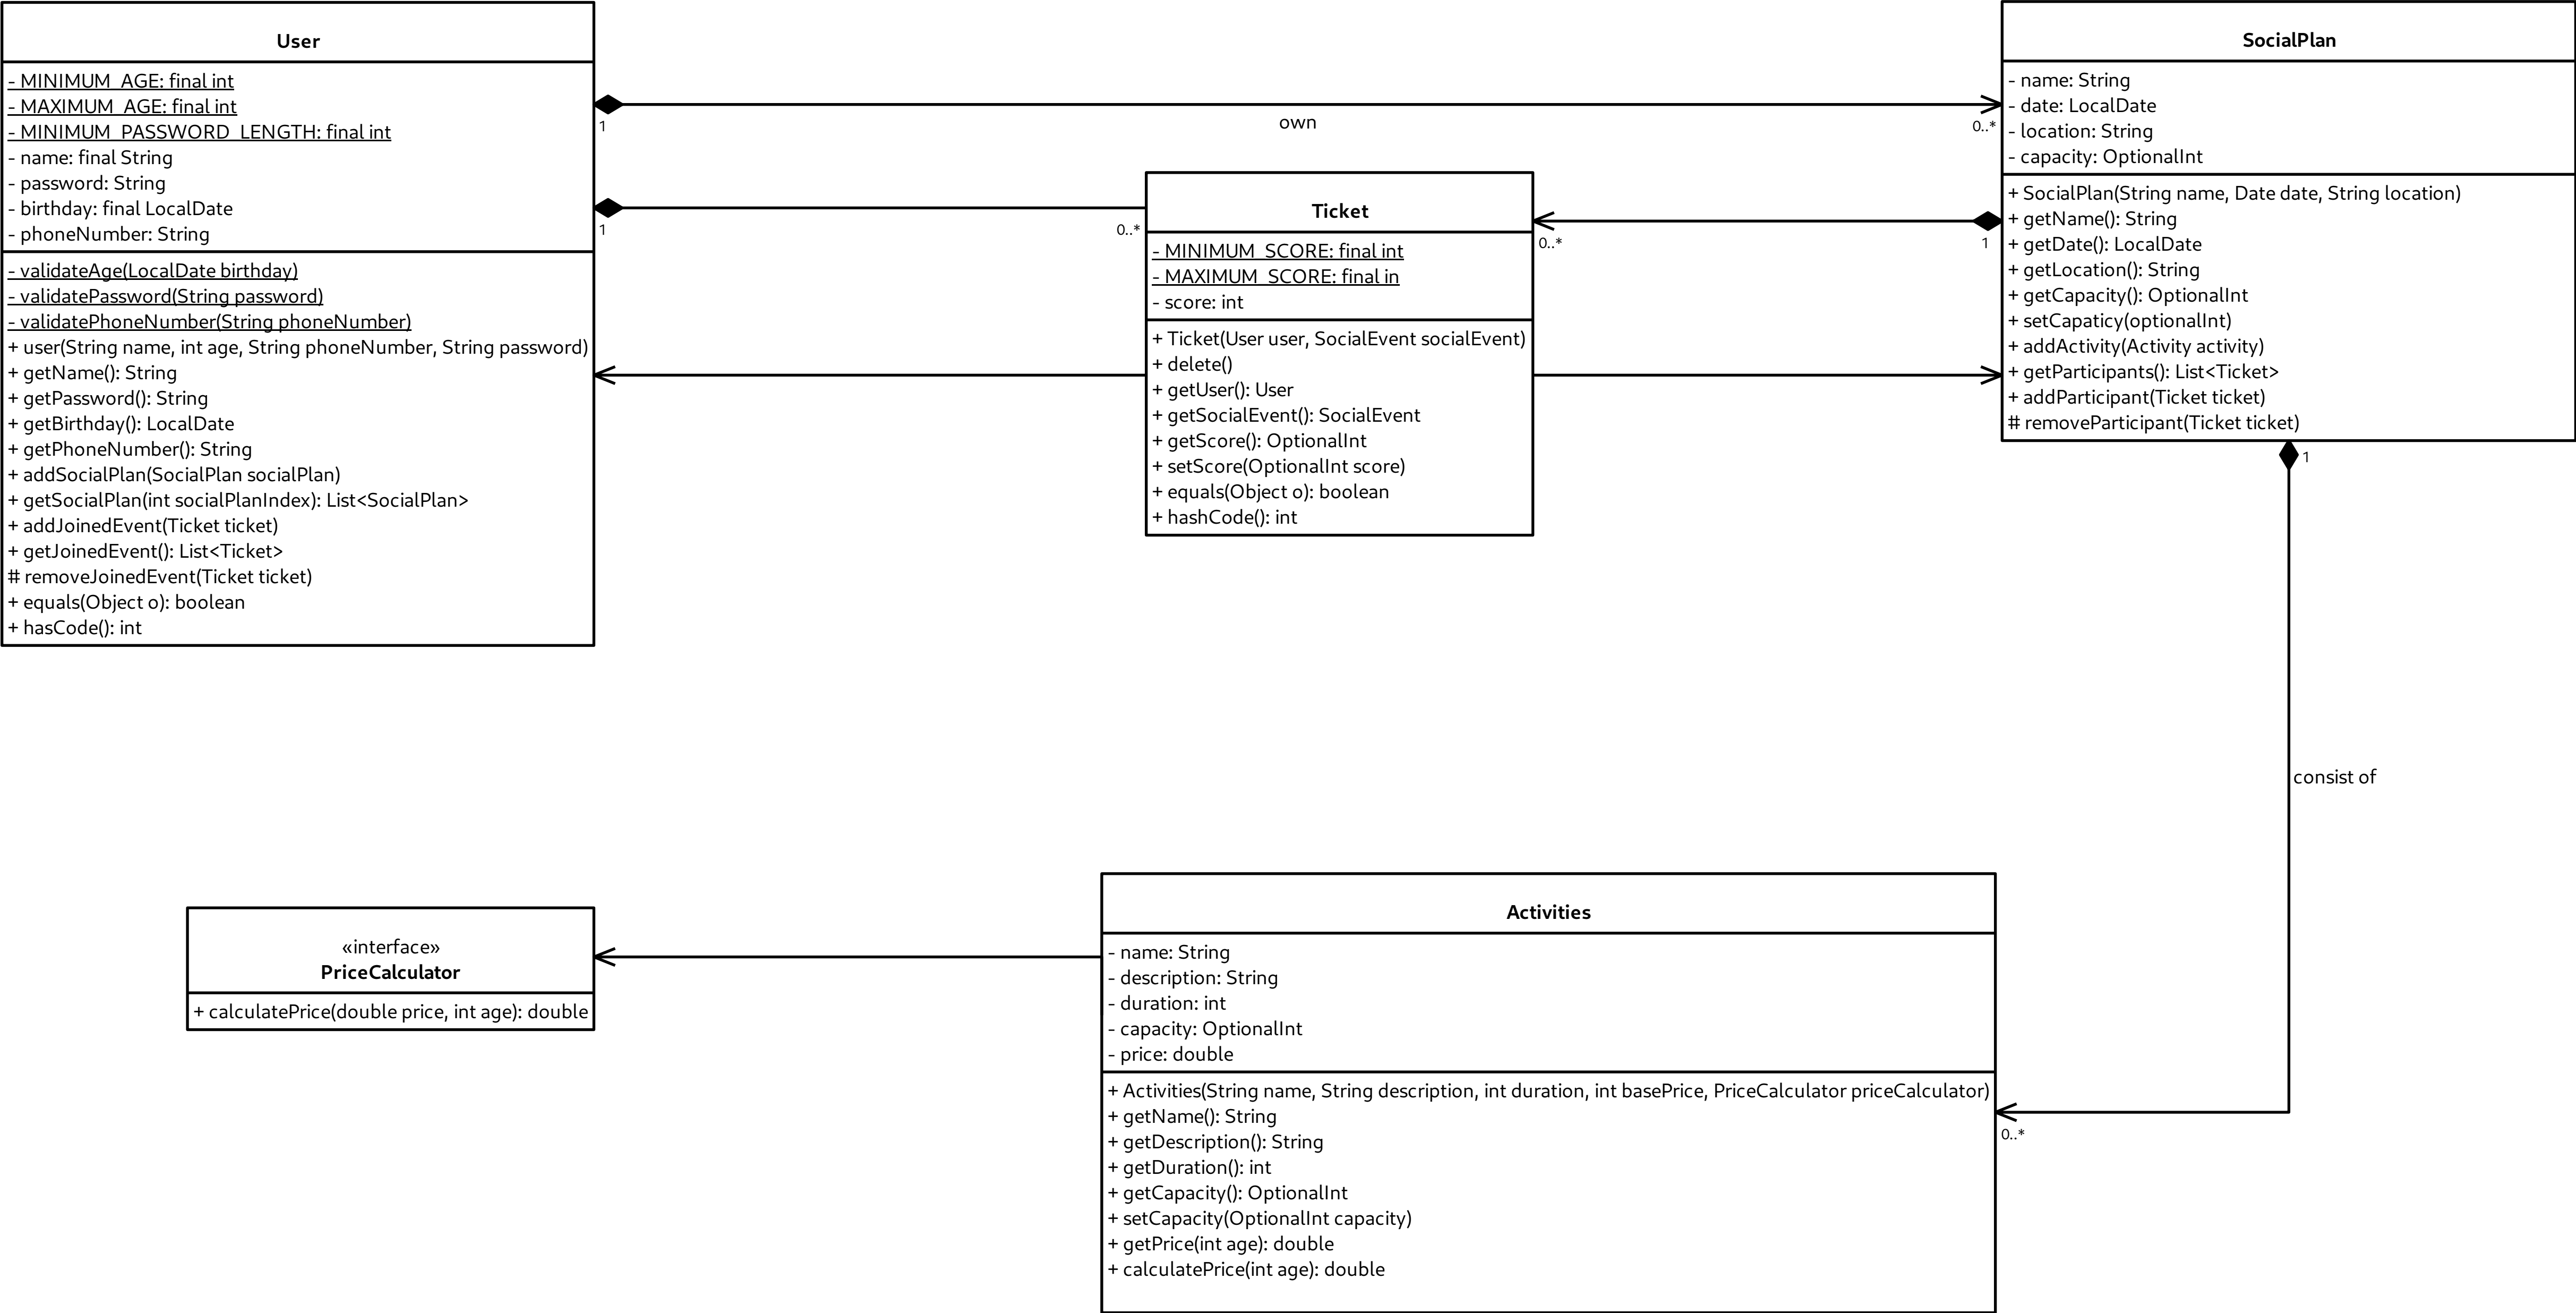 User
- MINIMUM_AGE: final int
- MAXIMUM_AGE: final int
- MINIMUM_PASSWORD_LENGTH: final int
- name: final String
- password: String
- birthday: final LocalDate
- phoneNumber: String
- validateAge(LocalDate birthday)
- validatePassword(String password)
- validatePhoneNumber(String phoneNumber)
+ user(String name, int age, String phoneNumber, String password)
+ getName(): String
+ getPassword(): String
+ getBirthday(): LocalDate
+ getPhoneNumber(): String
+ addSocialPlan(SocialPlan socialPlan)
+ getSocialPlan(int socialPlanIndex): List<SocialPlan>
+ addJoinedEvent(Ticket ticket)
+ getJoinedEvent(): List<Ticket>
# removeJoinedEvent(Ticket ticket)
+ equals(Object o): boolean
+ hasCode(): int
1
own
0..*
1
0..*
Ticket
- MINIMUM_SCORE: final int
- MAXIMUM_SCORE: final in
- score: int
+ Ticket(User user, SocialEvent socialEvent)
+ delete()
+ getUser(): User
+ getSocialEvent(): SocialEvent
+ getScore(): OptionalInt
+ setScore(OptionalInt score)
+ equals(Object o): boolean
+ hashCode(): int
0..*
1
SocialPlan
- name: String
- date: LocalDate
- location: String
- capacity: OptionalInt
+ SocialPlan(String name, Date date, String location)
+ getName(): String
+ getDate(): LocalDate
+ getLocation(): String
+ getCapacity(): OptionalInt
+ setCapaticy(optionalInt)
+ addActivity(Activity activity)
+ getParticipants(): List<Ticket>
+ addParticipant(Ticket ticket)
# removeParticipant(Ticket ticket)
1
consist of
0..*
«interface»
PriceCalculator
+ calculatePrice(double price, int age): double
Activities
- name: String
- description: String
- duration: int
- capacity: OptionalInt
- price: double
+ Activities(String name, String description, int duration, int basePrice, PriceCalculator priceCalculator)
+ getName(): String
+ getDescription(): String
+ getDuration(): int
+ getCapacity(): OptionalInt
+ setCapacity(OptionalInt capacity)
+ getPrice(int age): double
+ calculatePrice(int age): double